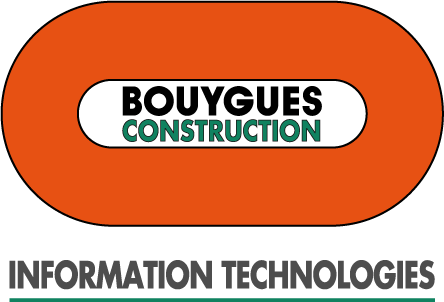 BOUYGUES
CONSTRUCTION
INFORMATION TECHNOLOGIES